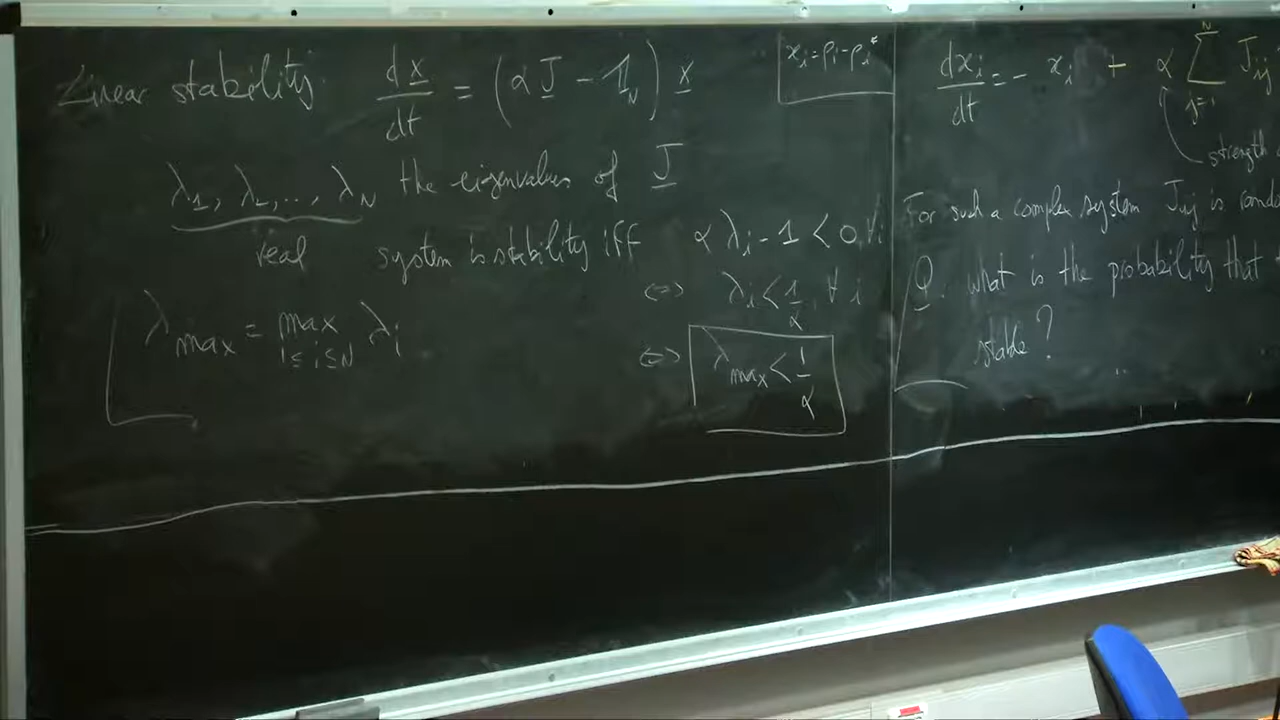 Linear stability dx/dt = (α J − 1_N) x
x_i = ρ_i − ρ_i*
λ_1, λ_2, .., λ_N the eigenvalues of J
real system is stability iff α λ_i − 1 < 0, ∀i
⇔ λ_i < 1/α, ∀ i
λ_max = max_{1≤i≤N} λ_i
⇔ λ_max < 1/α
dx_i/dt = − x_i + α Σ_{j=1}^{N} J_ij
strength
For such a complex system J_ij is
Q. what is the probability that
stable?